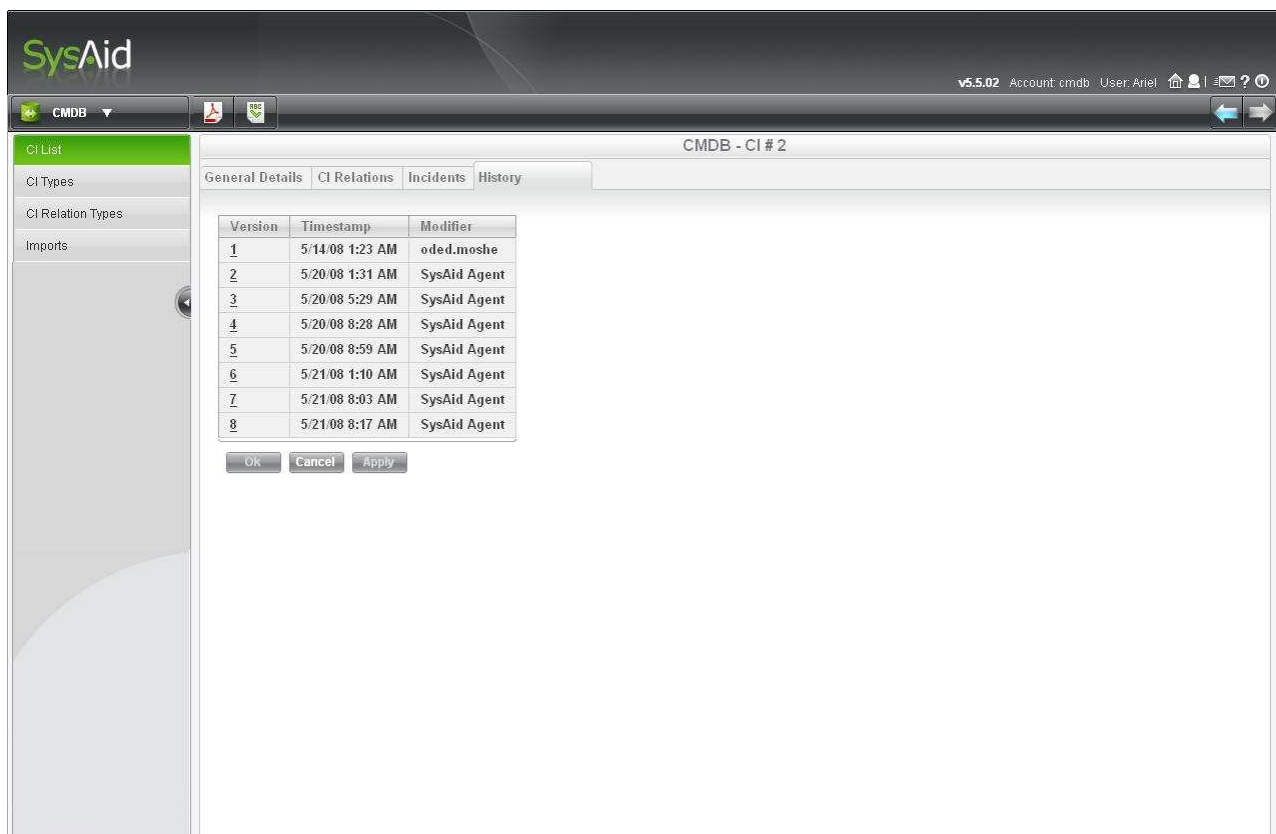 SysAid
v5.5.02 Account: cmdb User: Ariel ?
CMDB
ABC
CI List
CI Types
CI Relation Types
Imports
CMDB - CI # 2
General Details CI Relations Incidents History
Version Timestamp Modifier
1 5/14/08 1:23 AM oded.moshe
2 5/20/08 1:31 AM SysAid Agent
3 5/20/08 5:29 AM SysAid Agent
4 5/20/08 8:28 AM SysAid Agent
5 5/20/08 8:59 AM SysAid Agent
6 5/21/08 1:10 AM SysAid Agent
7 5/21/08 8:03 AM SysAid Agent
8 5/21/08 8:17 AM SysAid Agent
Ok Cancel Apply